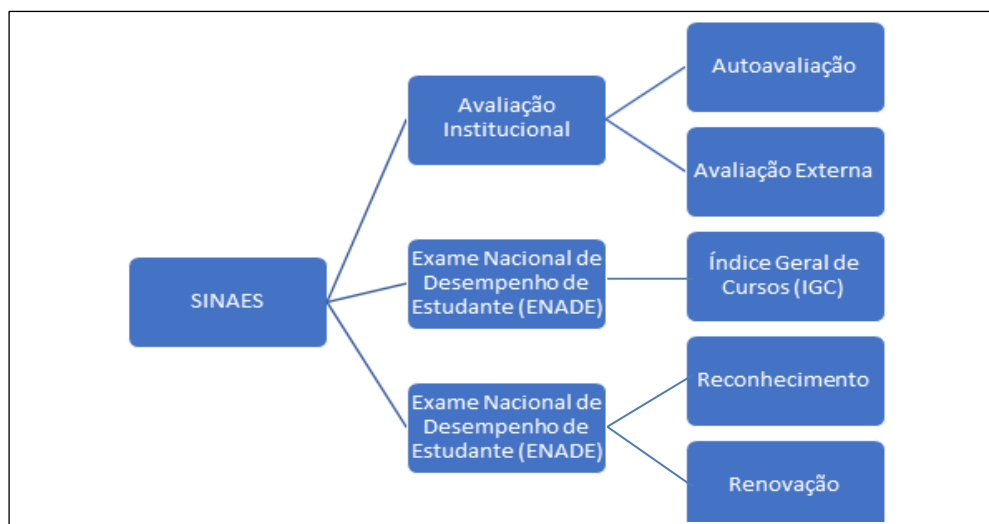 SINAES
Avaliação
Institucional
Autoavaliação
Avaliação Externa
Exame Nacional de
Desempenho de
Estudante (ENADE)
Índice Geral de
Cursos (IGC)
Exame Nacional de
Desempenho de
Estudante (ENADE)
Reconhecimento
Renovação